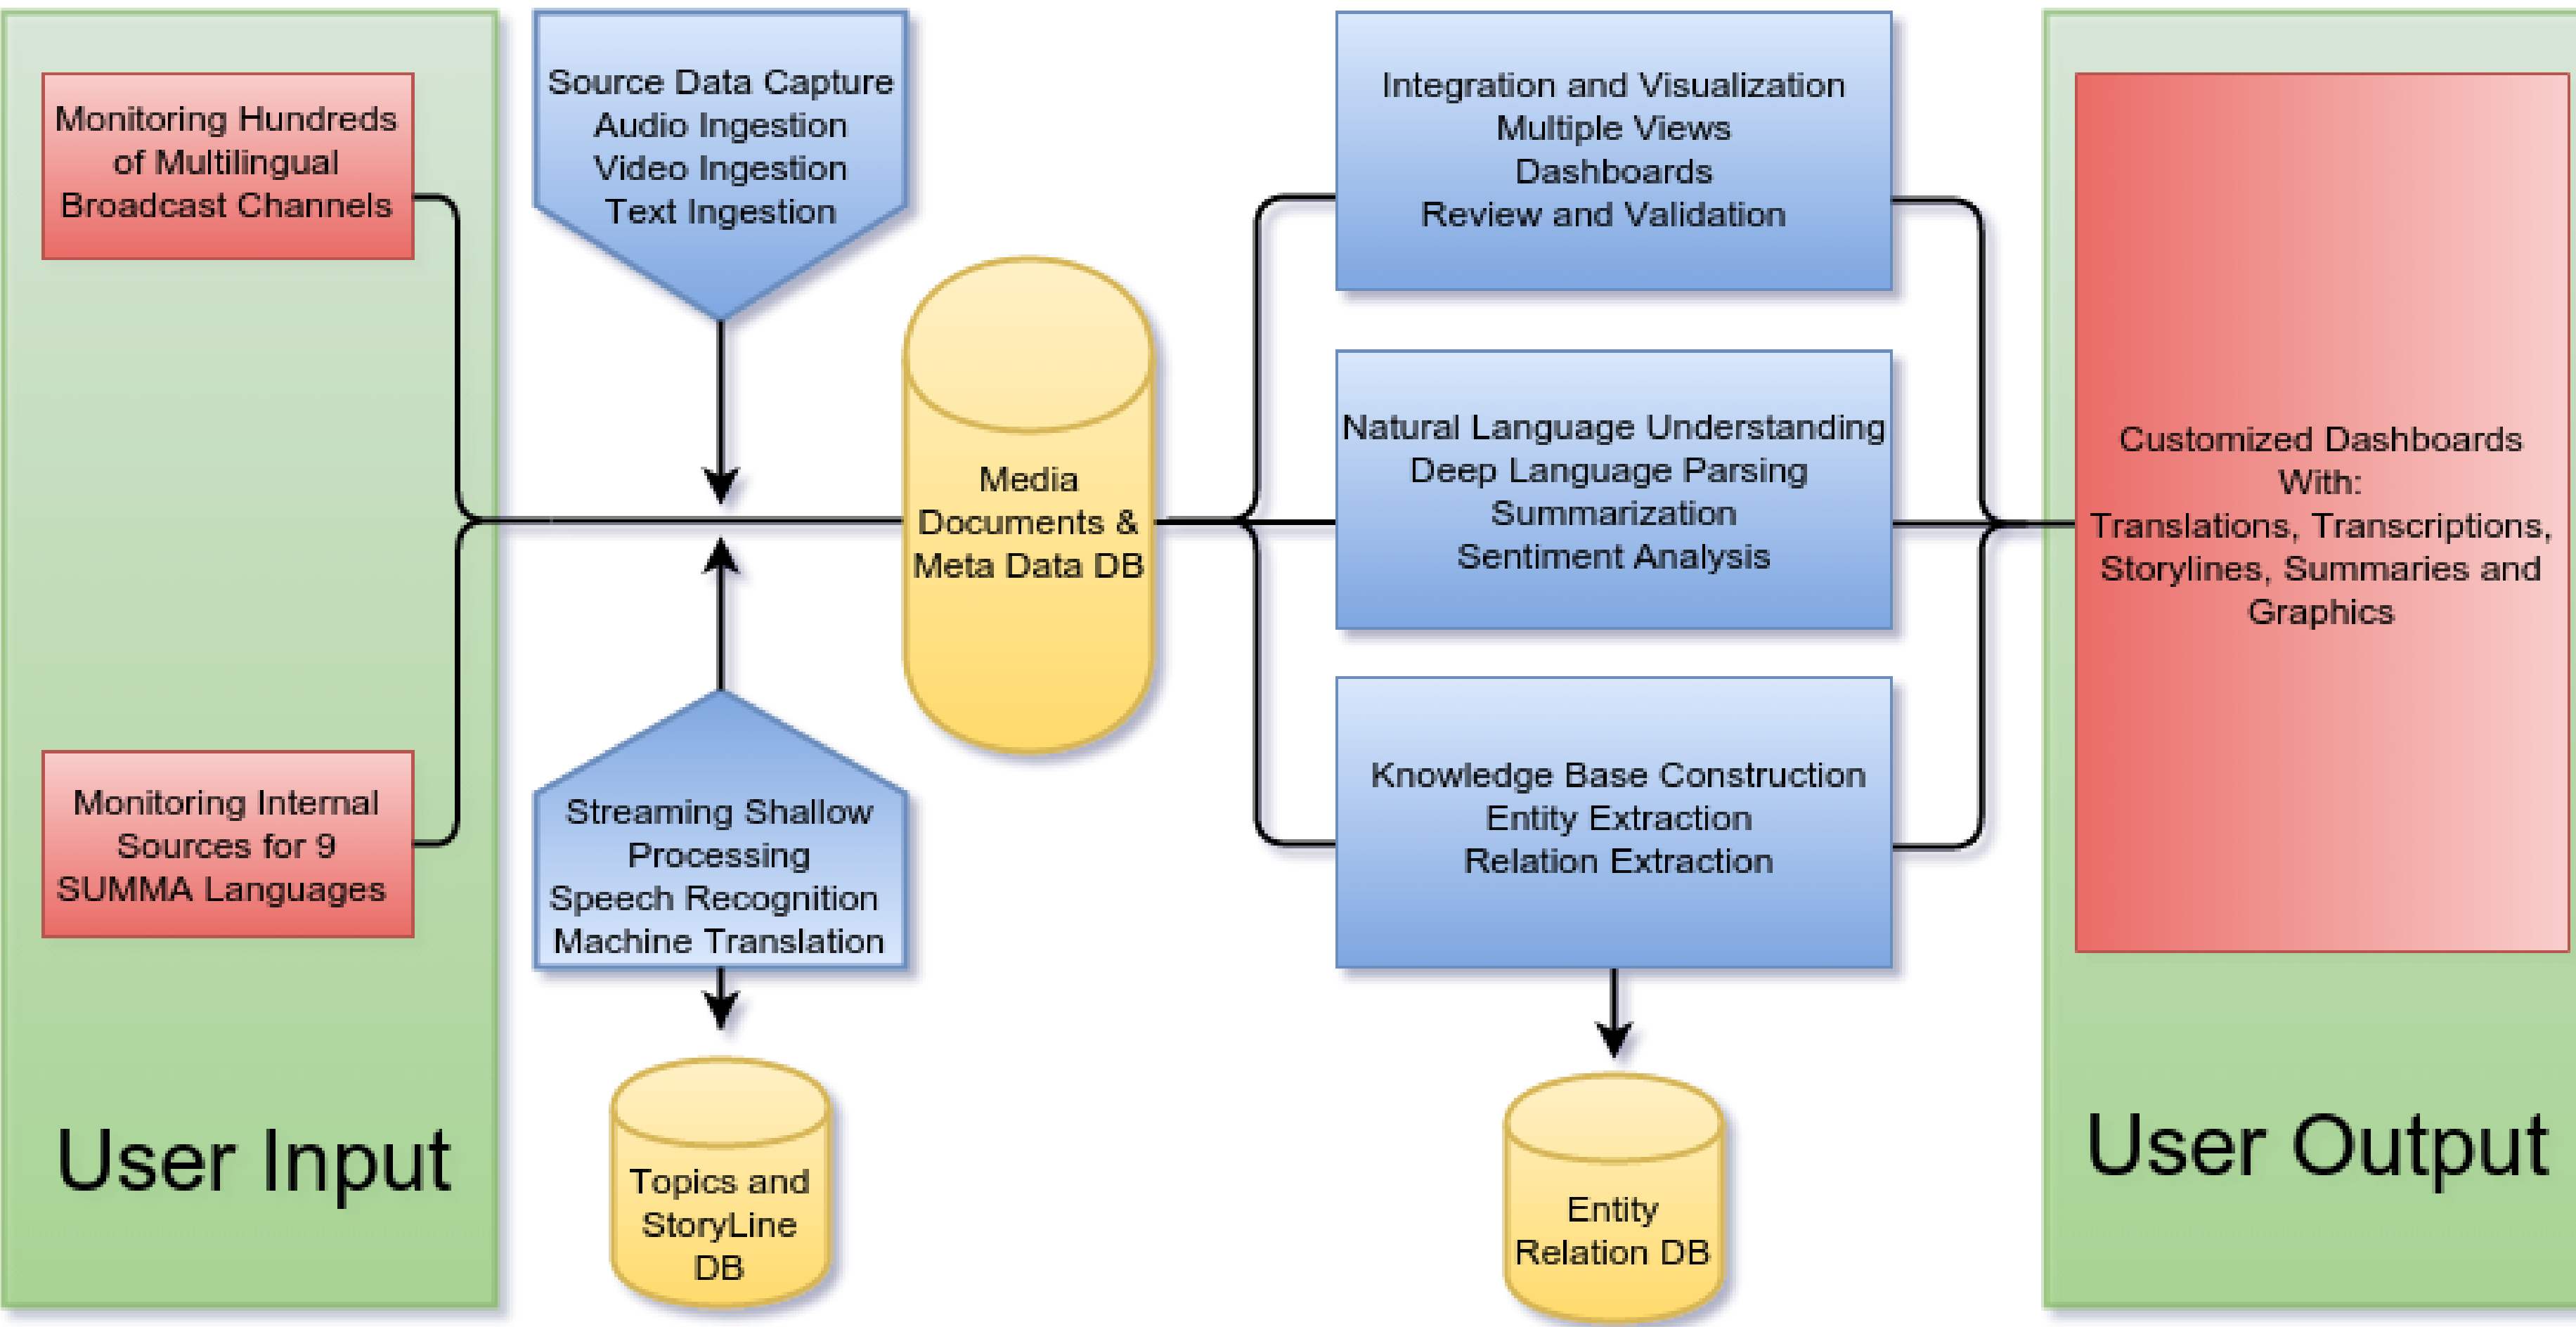 Monitoring Hundreds
of Multilingual
Broadcast Channels
Monitoring Internal
Sources for 9
SUMMA Languages
User Input
Source Data Capture
Audio Ingestion
Video Ingestion
Text Ingestion
Streaming Shallow
Processing
Speech Recognition
Machine Translation
Topics and
StoryLine
DB
Media
Documents &
Meta Data DB
Integration and Visualization
Multiple Views
Dashboards
Review and Validation
Natural Language Understanding
Deep Language Parsing
Summarization
Sentiment Analysis
Knowledge Base Construction
Entity Extraction
Relation Extraction
Entity
Relation DB
Customized Dashboards
With:
Translations, Transcriptions,
Storylines, Summaries and
Graphics
User Output